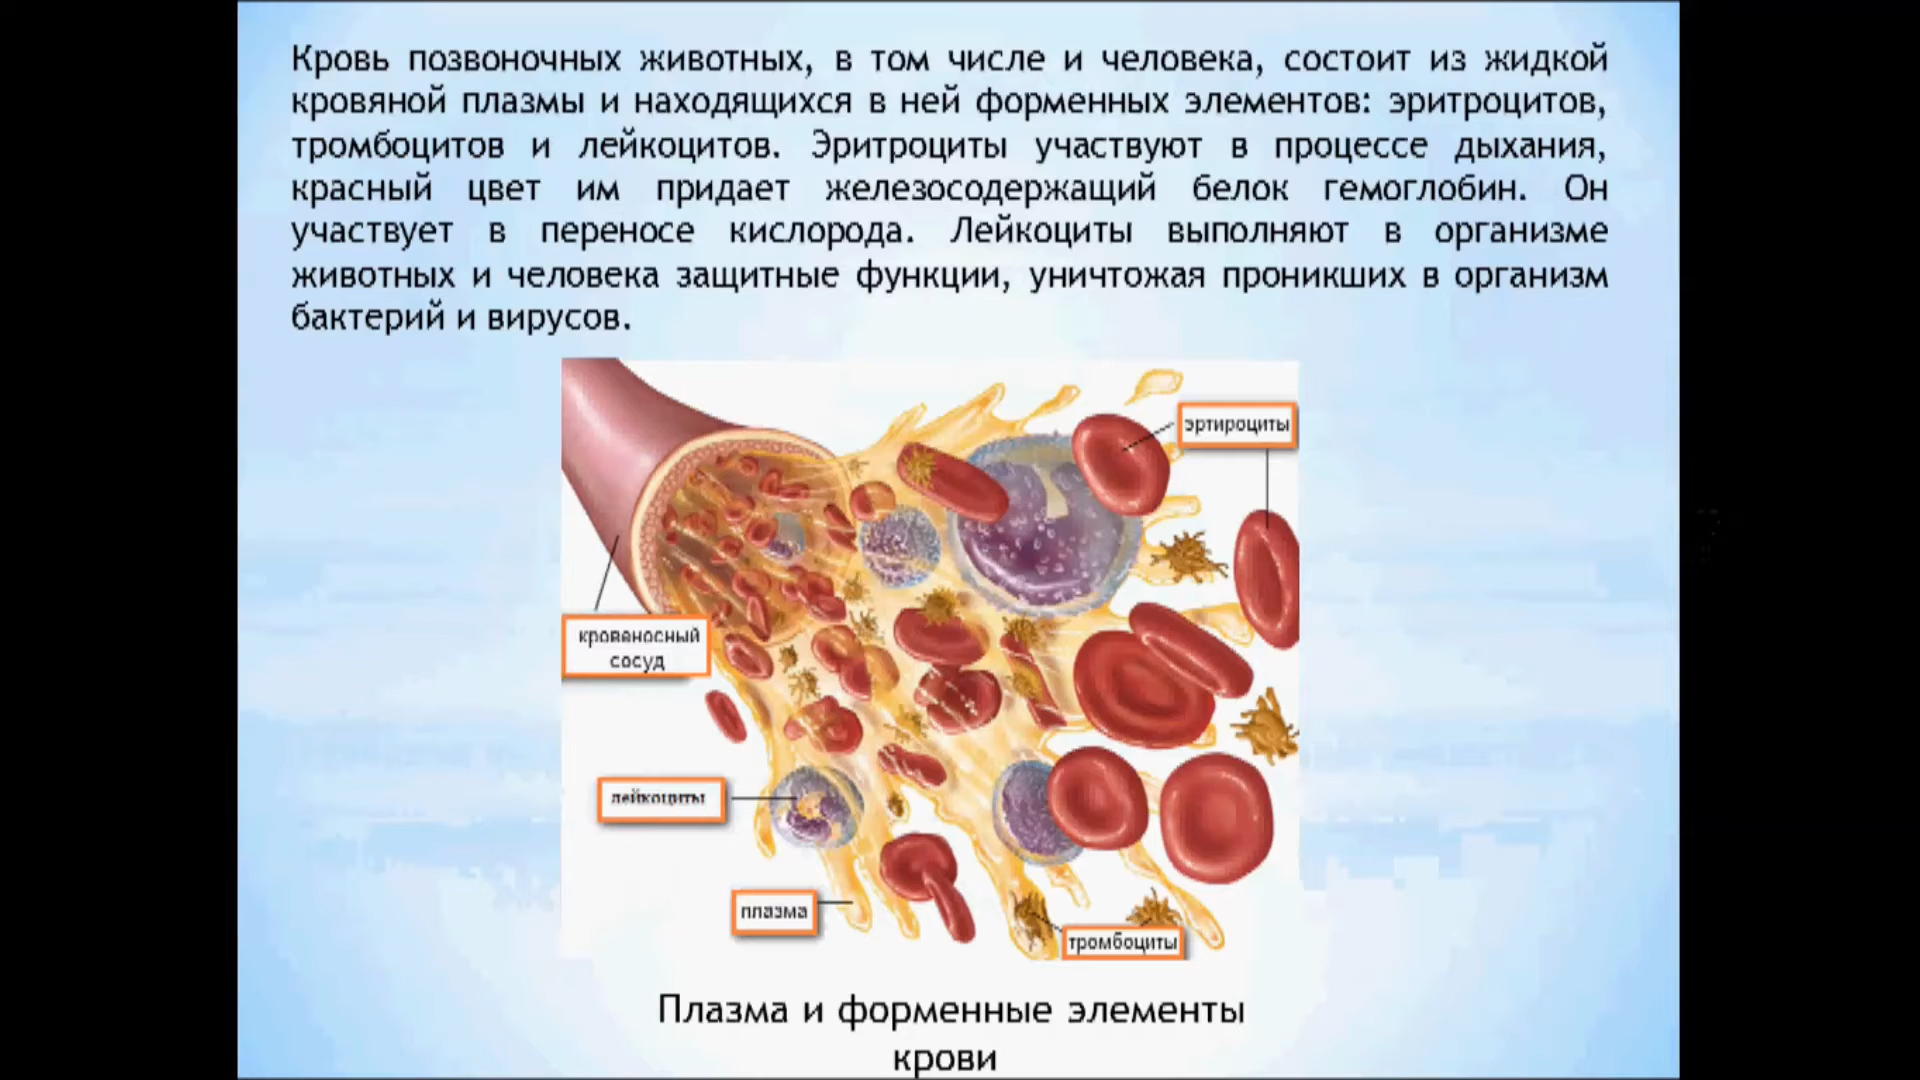 Кровь позвоночных животных, в том числе и человека, состоит из жидкой
кровяной плазмы и находящихся в ней форменных элементов: эритроцитов,
тромбоцитов и лейкоцитов. Эритроциты участвуют в процессе дыхания,
красный цвет им придает железосодержащий белок гемоглобин. Он
участвует в переносе кислорода. Лейкоциты выполняют в организме
животных и человека защитные функции, уничтожая проникших в организм
бактерий и вирусов.
эртироциты
кровеносный
сосуд
лейкоциты
плазма
тромбоциты
Плазма и форменные элементы
крови